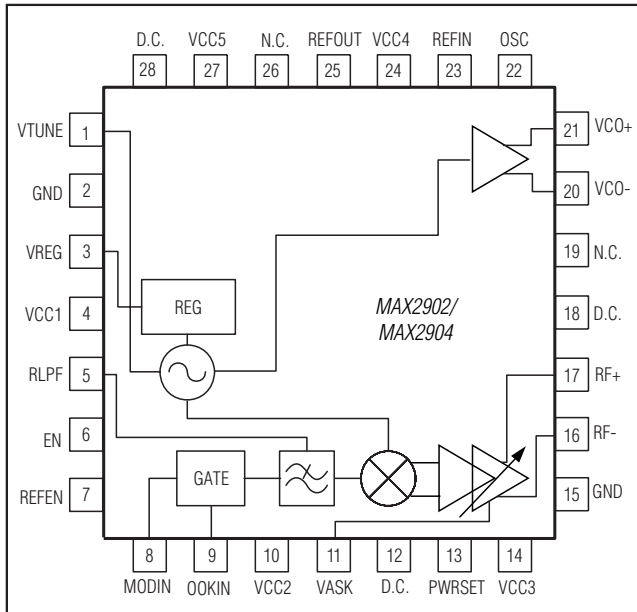 D.C. VCC5 N.C. REFOUT VCC4 REFIN OSC
28 27 26 25 24 23 22
VTUNE 1
GND 2
VREG 3
VCC1 4
RLPF 5
EN 6
REFEN 7
21 VCO+
20 VCO-
19 N.C.
18 D.C.
17 RF+
16 RF-
15 GND
REG
MAX2902/
MAX2904
GATE
8 9 10 11 12 13 14
MODIN OOKIN VCC2 VASK D.C. PWRSET VCC3